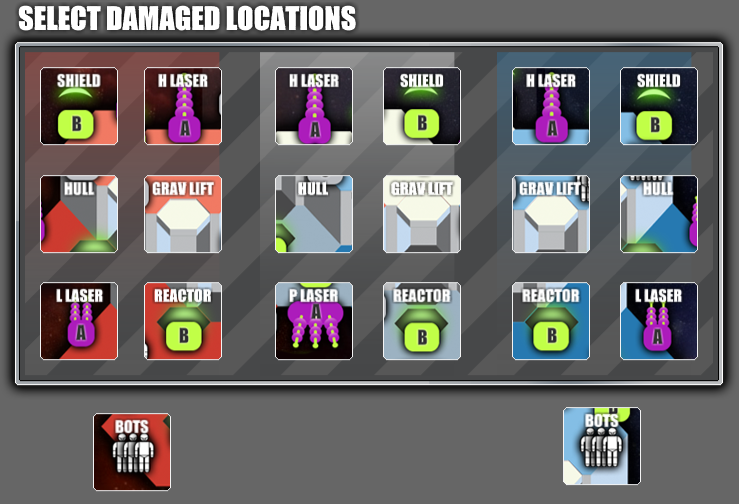 SELECT DAMAGED LOCATIONS
SHIELD H LASER H LASER SHIELD H LASER SHIELD
B A A B A B
HULL GRAV LIFT HULL GRAV LIFT GRAV LIFT HULL
L LASER REACTOR P LASER REACTOR REACTOR L LASER
A B A B B A
BOTS BOTS